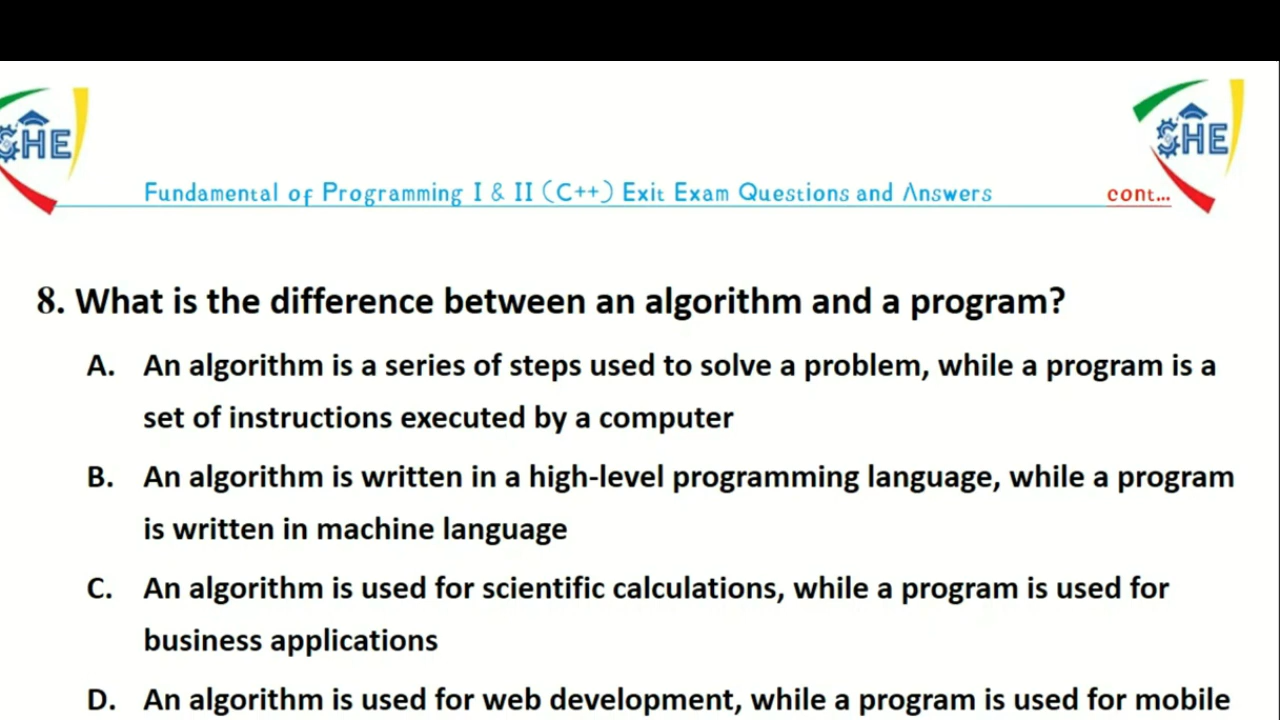 SHE
SHE
Fundamental of Programming I & II (C++) Exit Exam Questions and Answers cont...
8. What is the difference between an algorithm and a program?
A. An algorithm is a series of steps used to solve a problem, while a program is a
set of instructions executed by a computer
B. An algorithm is written in a high-level programming language, while a program
is written in machine language
C. An algorithm is used for scientific calculations, while a program is used for
business applications
D. An algorithm is used for web development, while a program is used for mobile